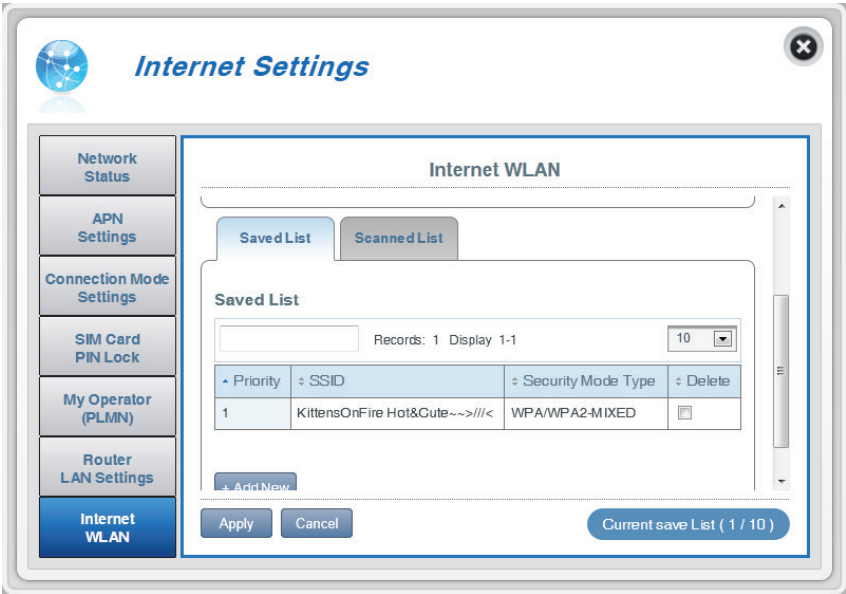 Internet Settings
Network
Status
APN
Settings
Connection Mode
Settings
SIM Card
PIN Lock
My Operator
(PLMN)
Router
LAN Settings
Internet
WLAN
Internet WLAN
Saved List
Scanned List
Saved List
Records: 1 Display 1-1
10
Priority SSID Security Mode Type Delete
1 KittensOnFire Hot&Cute~~>///< WPA/WPA2-MIXED
+ Add New
Apply Cancel Current save List ( 1 / 10 )